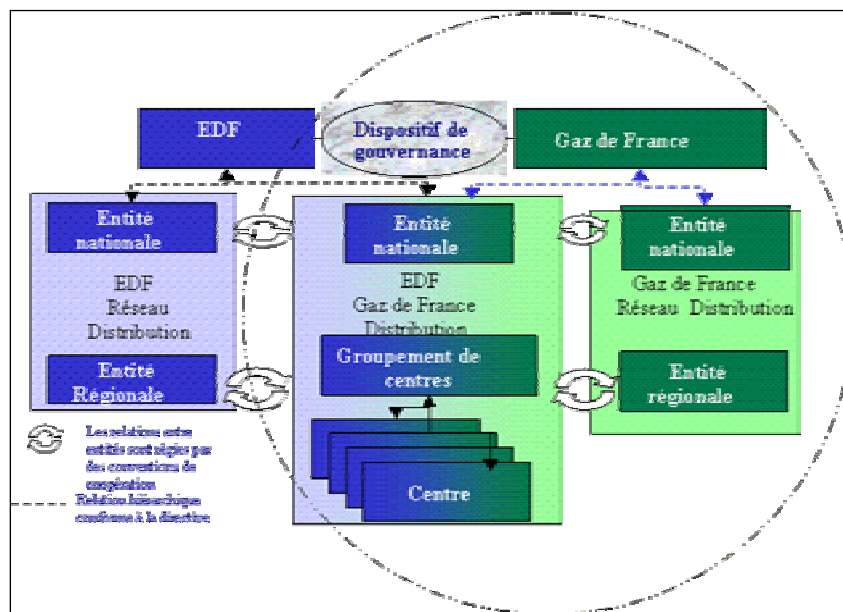 EDF
Dispositif de
gouvernance
Gaz de France
Entité
nationale
EDF
Réseau
Distribution
Entité
Régionale
Entité
nationale
EDF
Gaz de France
Distribution
Groupement de
centres
Centre
Entité
nationale
Gaz de France
Réseau Distribution
Entité
régionale
Les relations entre
entités sont régies par
des conventions de
coopération
Relation hiérarchique
conforme à la directive